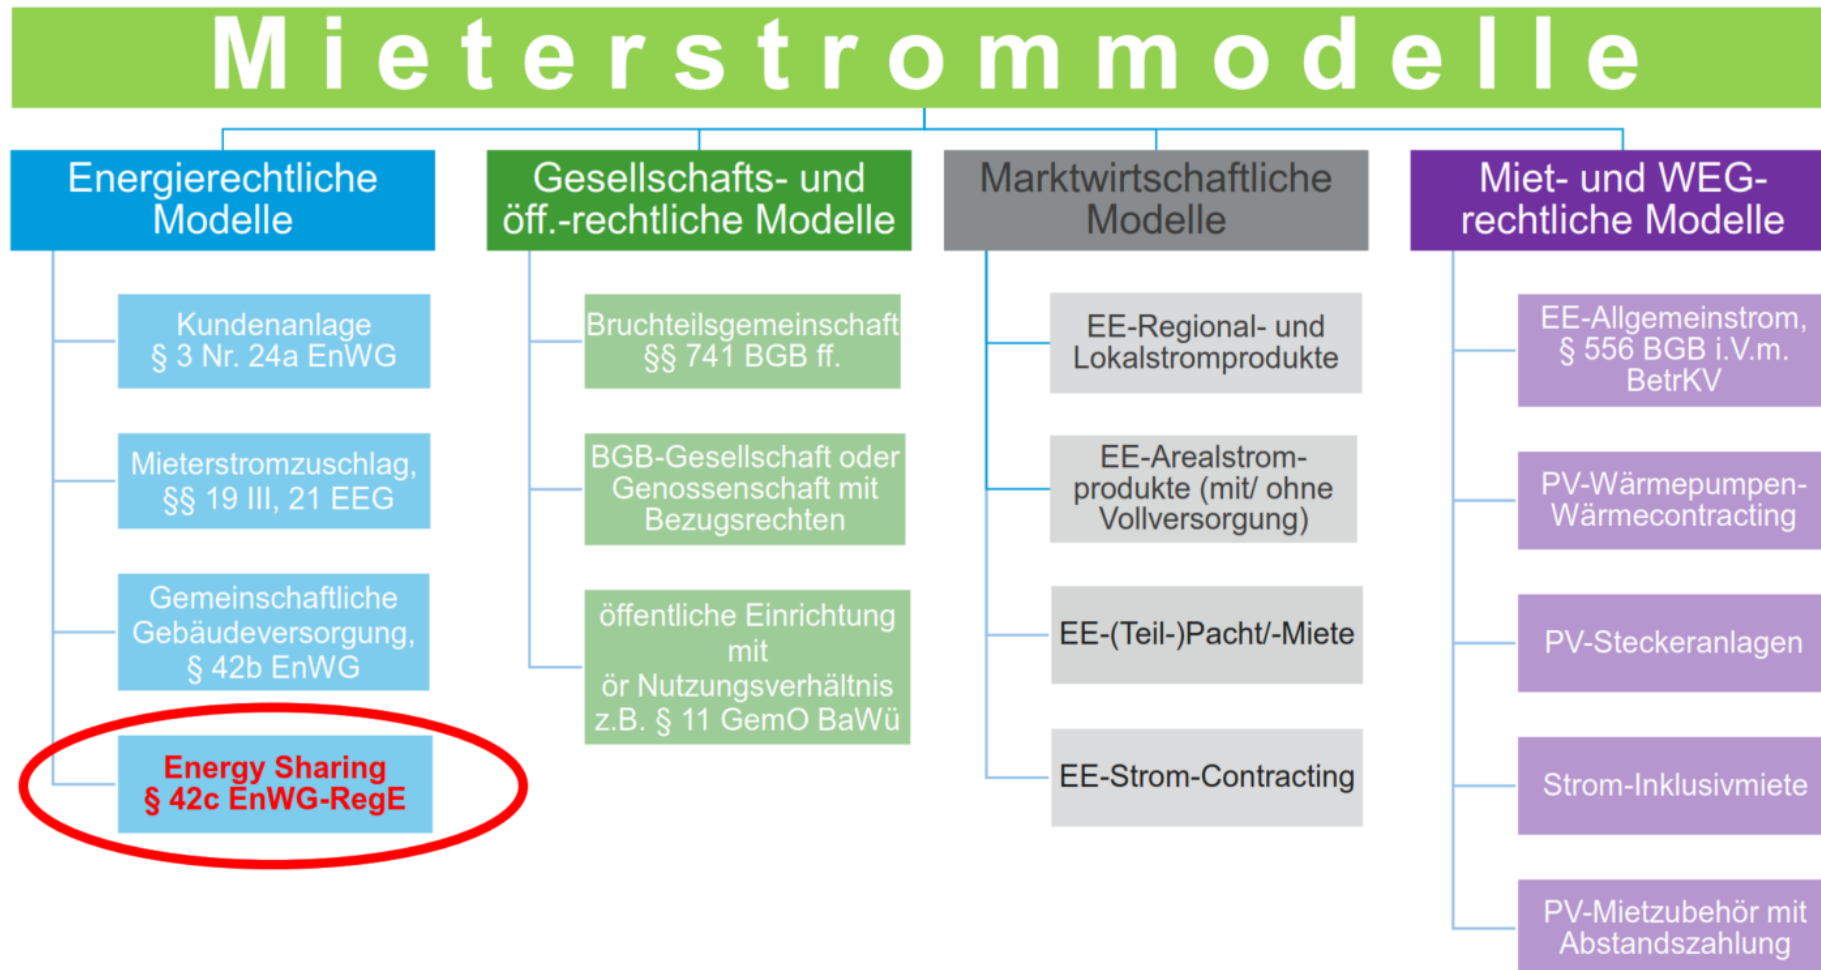 Mieterstrommodelle
Energierechtliche
Modelle
Kundenanlage
§ 3 Nr. 24a EnWG
Mieterstromzuschlag,
§§ 19 III, 21 EEG
Gemeinschaftliche
Gebäudeversorgung,
§ 42b EnWG
Energy Sharing
§ 42c EnWG-RegE
Gesellschafts- und
öff.-rechtliche Modelle
Bruchteilsgemeinschaft
§§ 741 BGB ff.
BGB-Gesellschaft oder
Genossenschaft mit
Bezugsrechten
öffentliche Einrichtung
mit
ör Nutzungsverhältnis
z.B. § 11 GemO BaWü
Marktwirtschaftliche
Modelle
EE-Regional- und
Lokalstromprodukte
EE-Arealstrom-
produkte (mit/ ohne
Vollversorgung)
EE-(Teil-)Pacht/-Miete
EE-Strom-Contracting
Miet- und WEG-
rechtliche Modelle
EE-Allgemeinstrom,
§ 556 BGB i.V.m.
BetrKV
PV-Wärmepumpen-
Wärmecontracting
PV-Steckeranlagen
Strom-Inklusivmiete
PV-Mietzubehör mit
Abstandszahlung